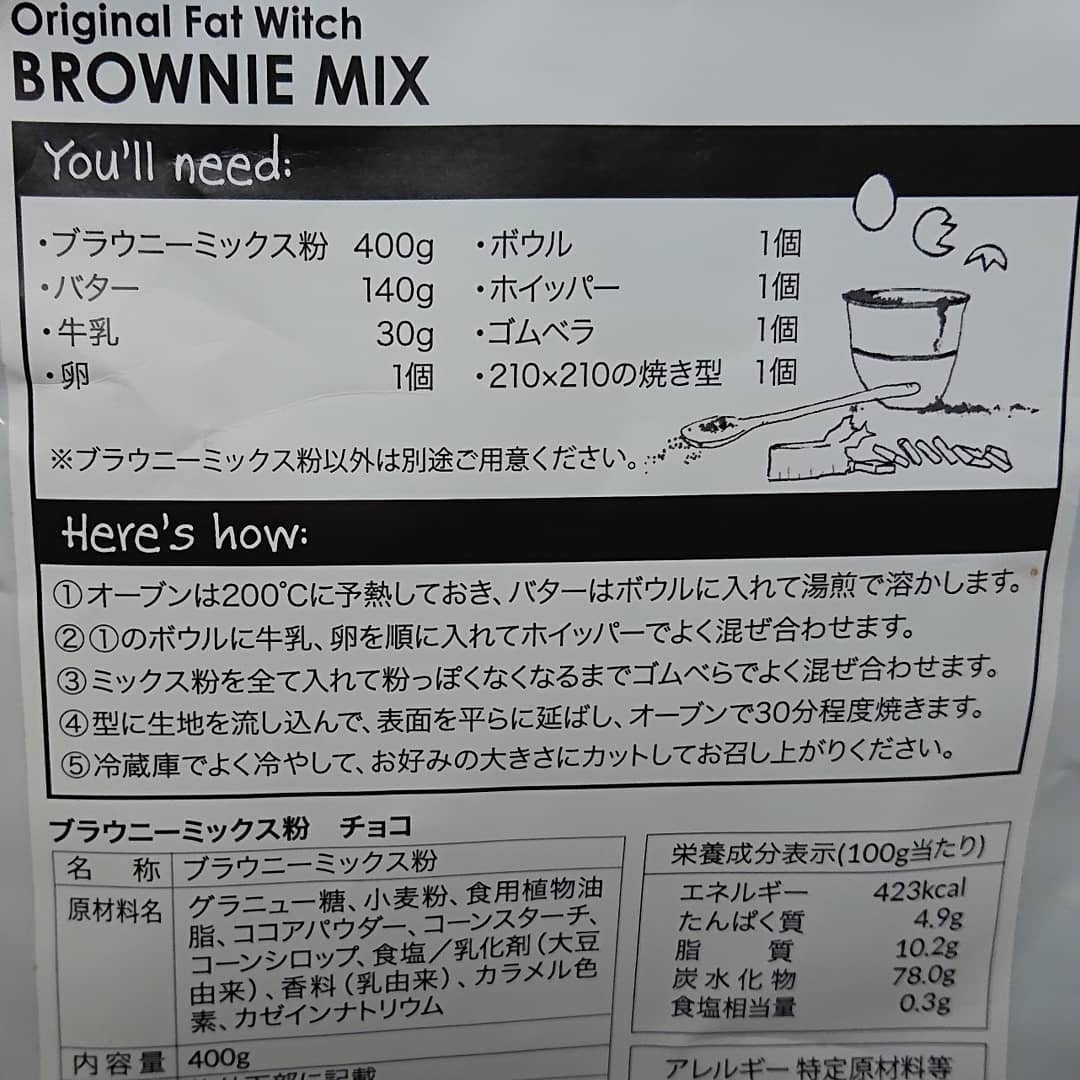 Original Fat Witch
BROWNIE MIX
You'll need:
・ブラウニーミックス粉 400g
・バター 140g
・牛乳 30g
・卵 1個
・ボウル 1個
・ホイッパー 1個
・ゴムベラ 1個
・210×210の焼き型 1個
※ブラウニーミックス粉以外は別途ご用意ください。
Here's how:
①オーブンは200℃に予熱しておき、バターはボウルに入れて湯煎で溶かします。
②①のボウルに牛乳、卵を順に入れてホイッパーでよく混ぜ合わせます。
③ミックス粉を全て入れて粉っぽくなくなるまでゴムべらでよく混ぜ合わせます。
④型に生地を流し込んで、表面を平らに延ばし、オーブンで30分程度焼きます。
⑤冷蔵庫でよく冷やして、お好みの大きさにカットしてお召し上がりください。
ブラウニーミックス粉 チョコ
名称 ブラウニーミックス粉
原材料名 グラニュー糖、小麦粉、食用植物油
脂、ココアパウダー、コーンスターチ、
コーンシロップ、食塩／乳化剤（大豆
由来）、香料（乳由来）、カラメル色
素、カゼインナトリウム
内容量 400g
栄養成分表示(100g当たり)
エネルギー 423kcal
たんぱく質 4.9g
脂質 10.2g
炭水化物 78.0g
食塩相当量 0.3g
アレルギー 特定原材料等